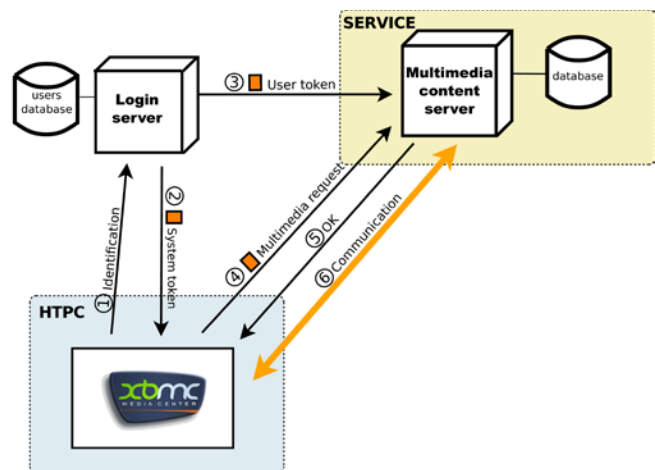 SERVICE
users
database
Login
server
③ User token
Multimedia
content
server
database
① Identification
② System token
④ Multimedia request
⑤ OK
⑥ Communication
HTPC
xbmc
MEDIA CENTER